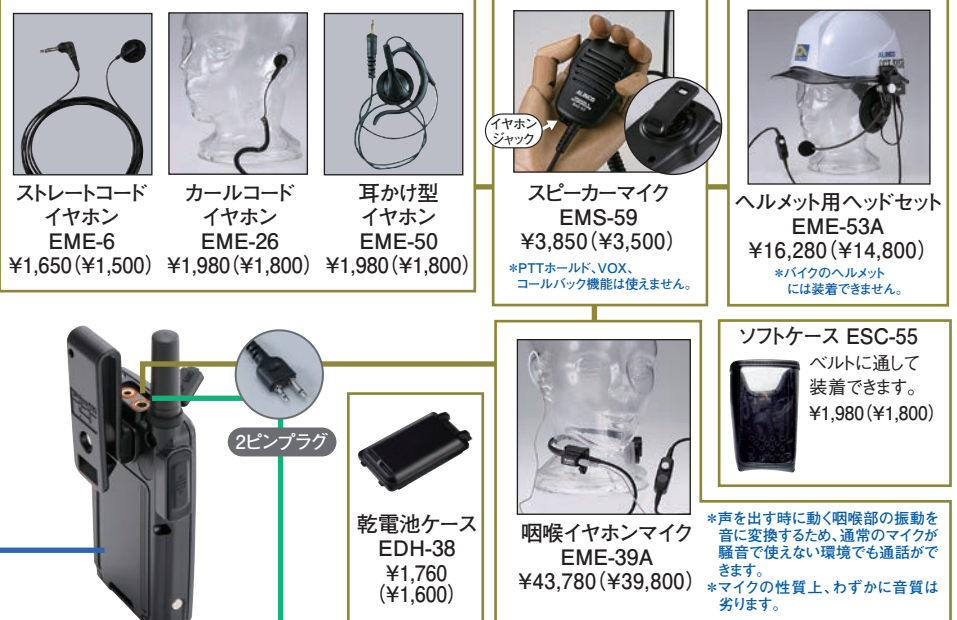 ストレートコード
イヤホン
EME-6
¥1,650(¥1,500)
カールコード
イヤホン
EME-26
¥1,980(¥1,800)
耳かけ型
イヤホン
EME-50
¥1,980(¥1,800)
イヤホン
ジャック
ALINCO
スピーカーマイク
EMS-59
¥3,850(¥3,500)
*PTTホールド、VOX、
コールバック機能は使えません。
ALINCO
ヘルメット用ヘッドセット
EME-53A
¥16,280(¥14,800)
*バイクのヘルメット
には装着できません。
2ピンプラグ
乾電池ケース
EDH-38
¥1,760
(¥1,600)
咽喉イヤホンマイク
EME-39A
¥43,780(¥39,800)
ソフトケース ESC-55
ベルトに通して
装着できます。
¥1,980(¥1,800)
*声を出す時に動く咽喉部の振動を
音に変換するため、通常のマイクが
騒音で使えない環境でも通話がで
きます。
*マイクの性質上、わずかに音質は
劣ります。